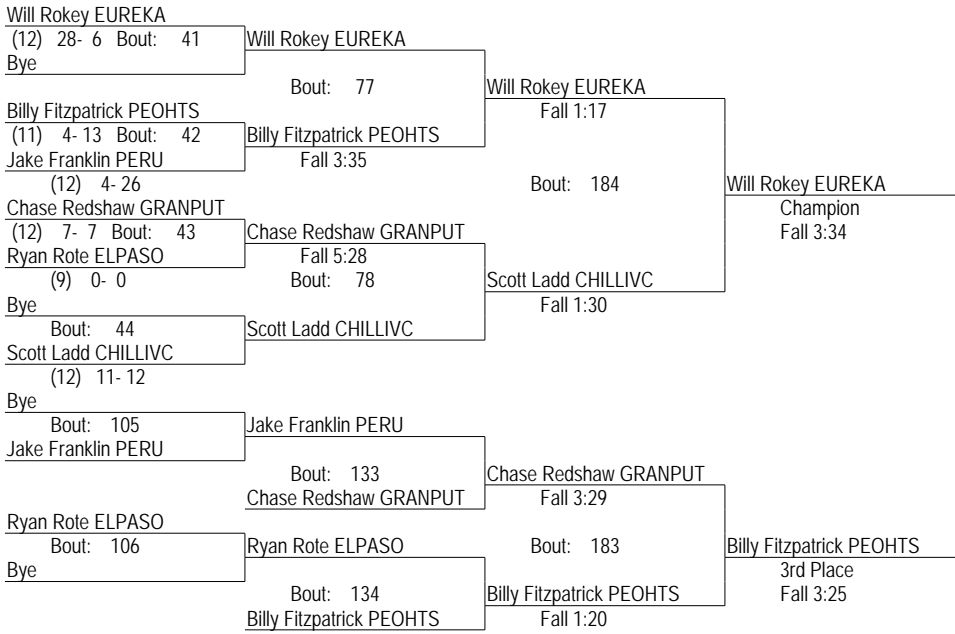 Will Rokey EUREKA
(12) 28- 6 Bout: 41 Will Rokey EUREKA
Bye
Bout: 77 Will Rokey EUREKA
Billy Fitzpatrick PEOHTS Fall 1:17
(11) 4- 13 Bout: 42 Billy Fitzpatrick PEOHTS
Jake Franklin PERU Fall 3:35
(12) 4- 26 Bout: 184 Will Rokey EUREKA
Chase Redshaw GRANPUT Champion
(12) 7- 7 Bout: 43 Chase Redshaw GRANPUT Fall 3:34
Ryan Rote ELPASO Fall 5:28
(9) 0- 0 Bout: 78 Scott Ladd CHILLIVC
Bye Fall 1:30
Bout: 44 Scott Ladd CHILLIVC
Scott Ladd CHILLIVC
(12) 11- 12
Bye
Bout: 105 Jake Franklin PERU
Jake Franklin PERU
Bout: 133 Chase Redshaw GRANPUT
Chase Redshaw GRANPUT Fall 3:29
Ryan Rote ELPASO
Bout: 106 Ryan Rote ELPASO Bout: 183 Billy Fitzpatrick PEOHTS
Bye 3rd Place
Bout: 134 Billy Fitzpatrick PEOHTS Fall 3:25
Billy Fitzpatrick PEOHTS Fall 1:20